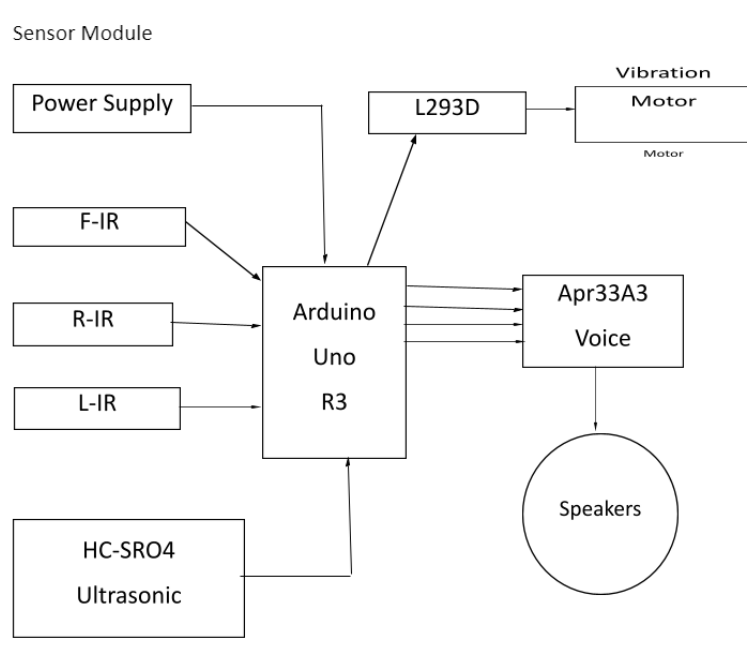 Sensor Module
Power Supply
L293D
Vibration
Motor
Motor
F-IR
R-IR
L-IR
Arduino
Uno
R3
Apr33A3
Voice
Speakers
HC-SRO4
Ultrasonic